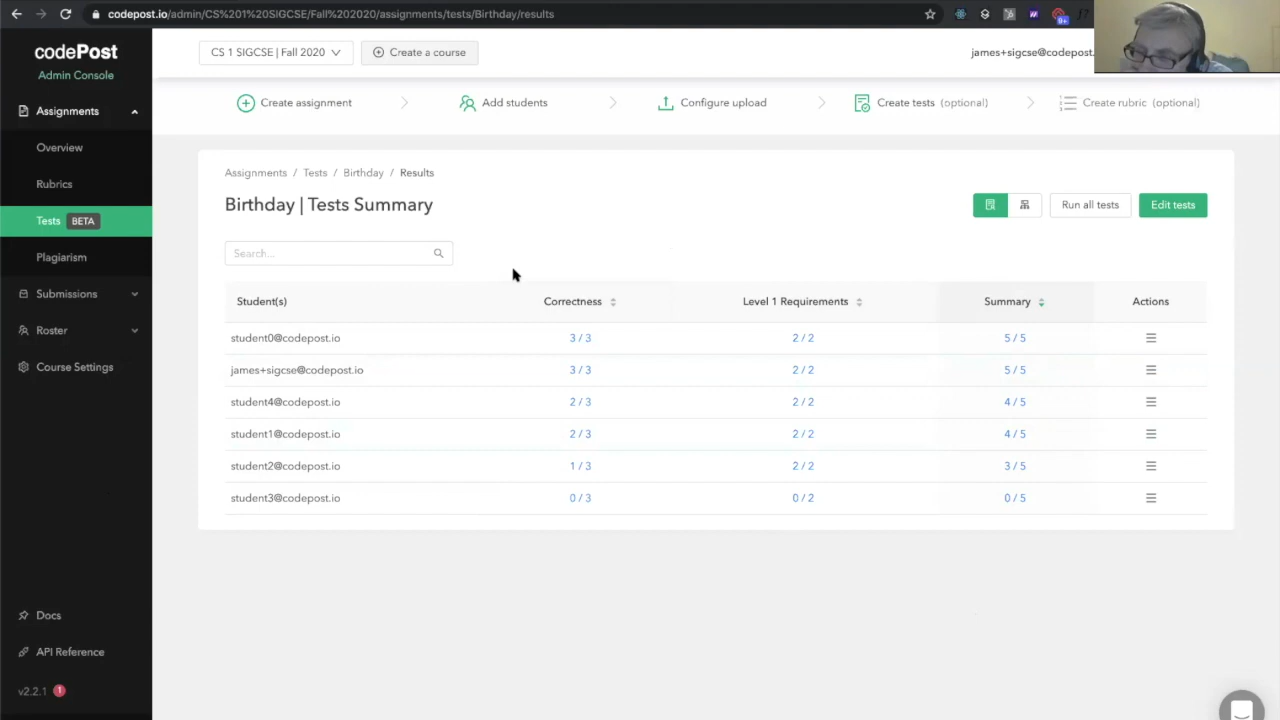 codepost.io/admin/CS%201%20SIGCSE/Fall%202020/assignments/tests/Birthday/results
codePost
Admin Console
CS 1 SIGCSE | Fall 2020
Create a course
james+sigcse@codepost.
Create assignment
Add students
Configure upload
Create tests (optional)
Create rubric (optional)
Assignments
Overview
Rubrics
Tests BETA
Plagiarism
Submissions
Roster
Course Settings
Docs
API Reference
v2.2.1 1
Assignments / Tests / Birthday / Results
Birthday | Tests Summary
Run all tests
Edit tests
Search...
Student(s) Correctness Level 1 Requirements Summary Actions
student0@codepost.io 3 / 3 2 / 2 5 / 5
james+sigcse@codepost.io 3 / 3 2 / 2 5 / 5
student4@codepost.io 2 / 3 2 / 2 4 / 5
student1@codepost.io 2 / 3 2 / 2 4 / 5
student2@codepost.io 1 / 3 2 / 2 3 / 5
student3@codepost.io 0 / 3 0 / 2 0 / 5